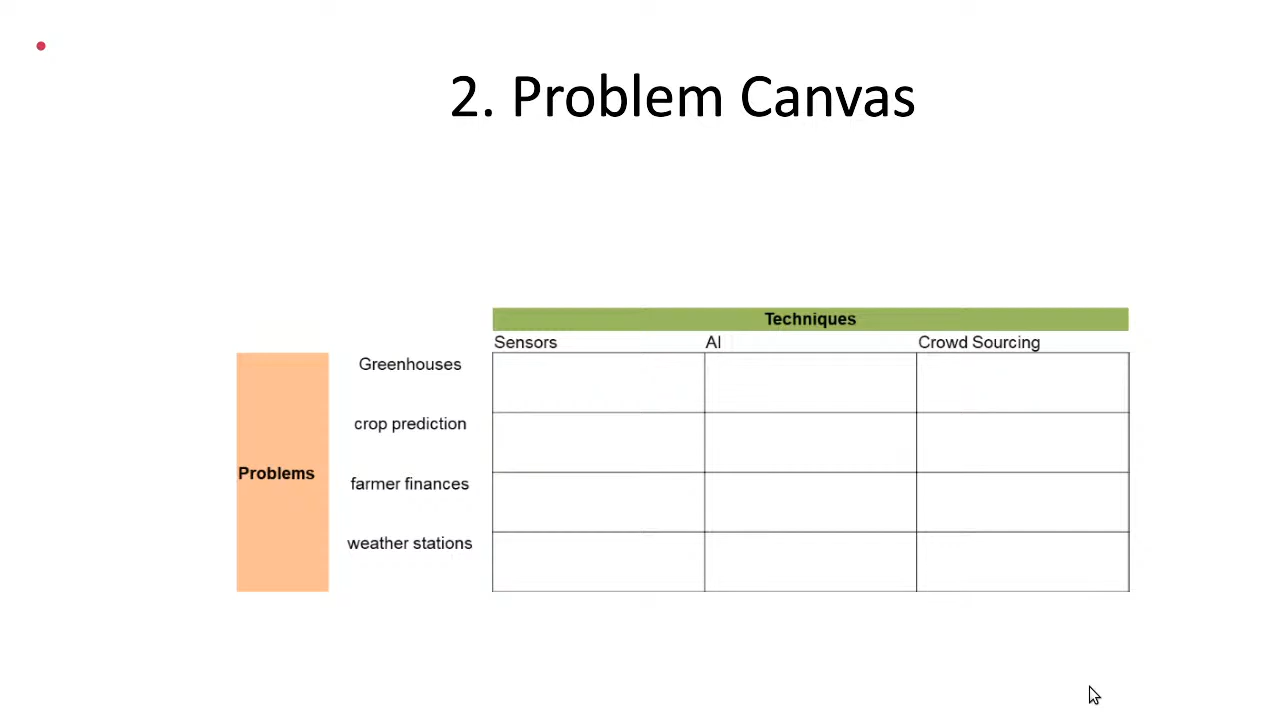 2. Problem Canvas
Techniques
Sensors AI Crowd Sourcing
Greenhouses
crop prediction
Problems
farmer finances
weather stations